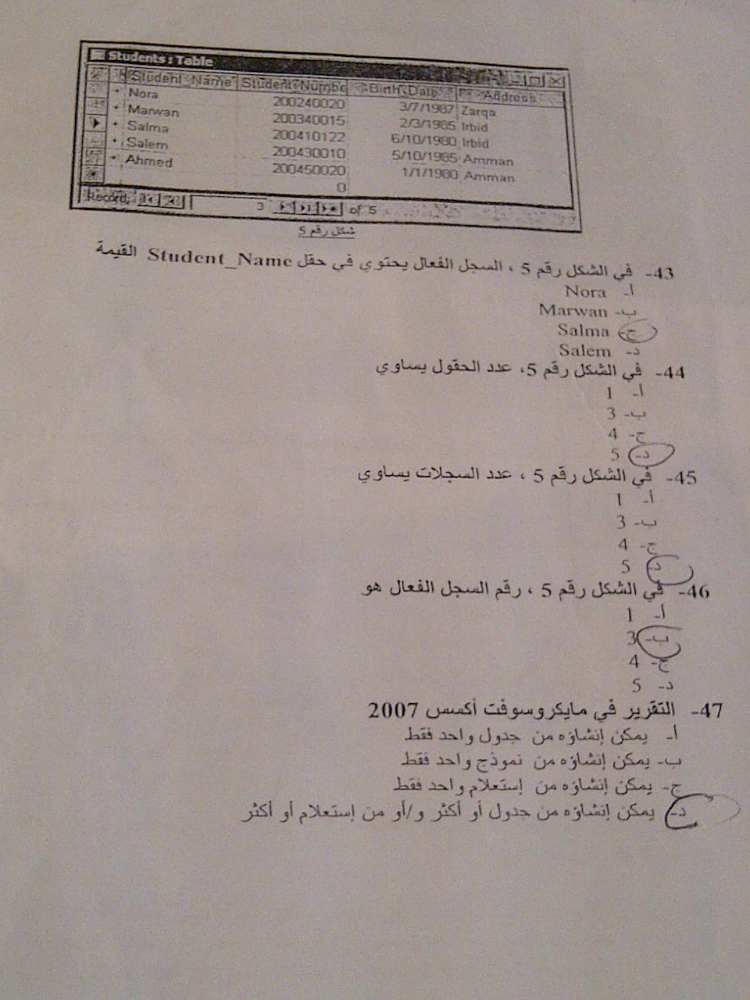 Students : Table
Student_Name Student_Numbe Birth_Date Address
Nora 200240020 3/7/1987 Zarqa
Marwan 200340015 2/3/1985 Irbid
Salma 200410122 6/10/1980 Irbid
Salem 200430010 5/10/1985 Amman
Ahmed 200450020 1/1/1980 Amman
0
Record: 3 of 5
شكل رقم 5
43- في الشكل رقم 5 ، السجل الفعال يحتوي في حقل Student_Name القيمة
أ- Nora
ب- Marwan
ج- Salma
د- Salem
44- في الشكل رقم 5، عدد الحقول يساوي
أ- 1
ب- 3
ج- 4
د- 5
45- في الشكل رقم 5 ، عدد السجلات يساوي
أ- 1
ب- 3
ج- 4
د- 5
46- في الشكل رقم 5 ، رقم السجل الفعال هو
أ- 1
ب- 3
ج- 4
د- 5
47- التقرير في مايكروسوفت أكسس 2007
أ- يمكن إنشاؤه من جدول واحد فقط
ب- يمكن إنشاؤه من نموذج واحد فقط
ج- يمكن إنشاؤه من إستعلام واحد فقط
د- يمكن إنشاؤه من جدول أو أكثر و/أو من إستعلام أو أكثر